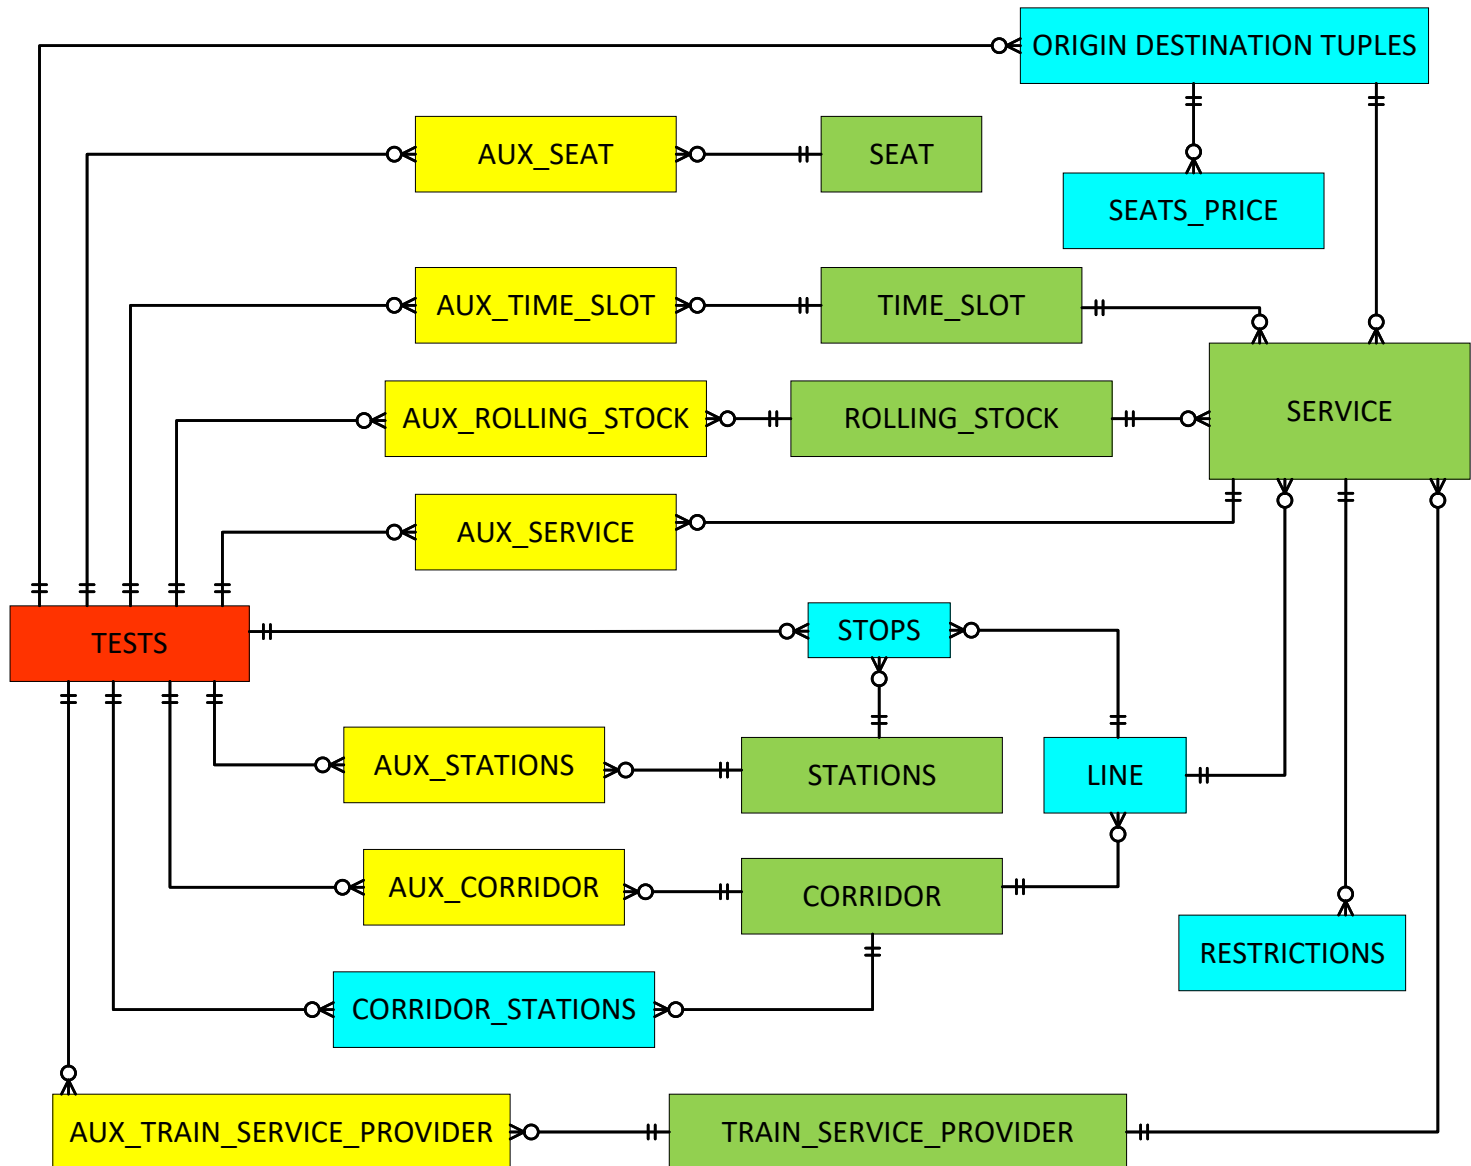 ORIGIN DESTINATION TUPLES
AUX_SEAT
SEAT
SEATS_PRICE
AUX_TIME_SLOT
TIME_SLOT
AUX_ROLLING_STOCK
ROLLING_STOCK
SERVICE
AUX_SERVICE
TESTS
STOPS
AUX_STATIONS
STATIONS
LINE
AUX_CORRIDOR
CORRIDOR
RESTRICTIONS
CORRIDOR_STATIONS
AUX_TRAIN_SERVICE_PROVIDER
TRAIN_SERVICE_PROVIDER